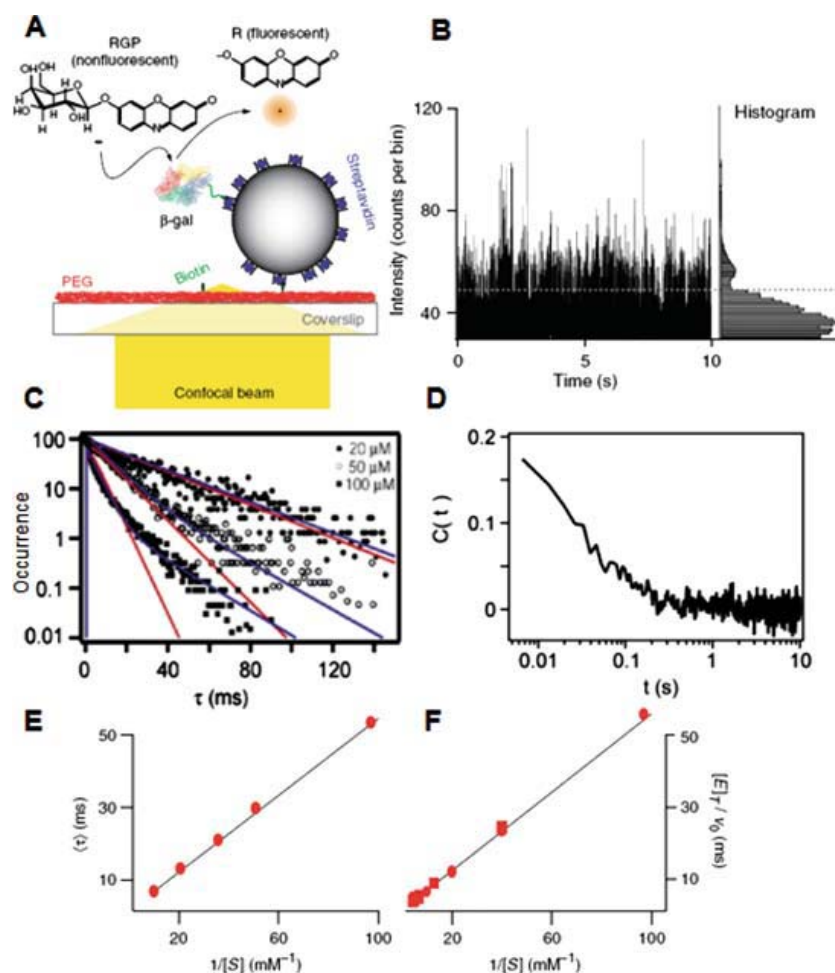 A
RGP
(nonfluorescent)
R (fluorescent)
OH OH
HO
H
H
OH
H
H
O
O
N
O
−O
O
N
O
β-gal
Streptavidin
Biotin
PEG
Coverslip
Confocal beam
B
Histogram
Intensity (counts per bin)
120
80
40
0
5
10
Time (s)
C
Occurrence
100
10
1
0.1
0.01
20 μM
50 μM
100 μM
0
40
80
120
τ (ms)
D
C(t)
0.2
0.1
0
0.01
0.1
1
10
t (s)
E
⟨τ⟩ (ms)
50
30
10
20
60
100
1/[S] (mM⁻¹)
F
50
30
10
[E]T / v0 (ms)
20
60
100
1/[S] (mM⁻¹)